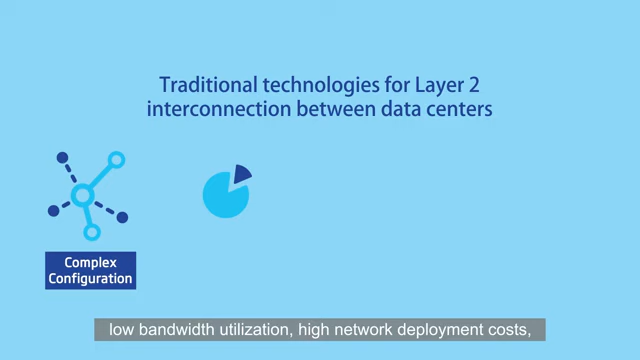 Traditional technologies for Layer 2
interconnection between data centers
Complex
Configuration
low bandwidth utilization, high network deployment costs,